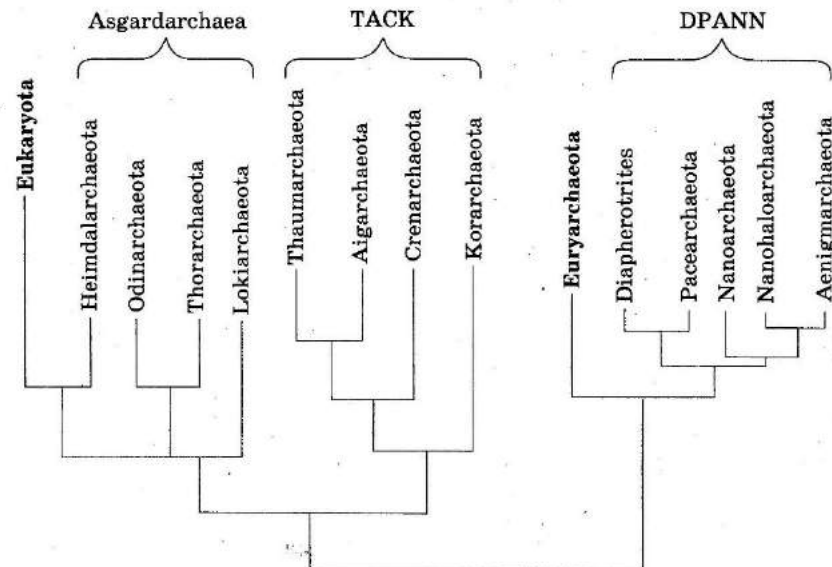 Asgardarchaea TACK DPANN
Eukaryota
Heimdalarchaeota
Odinarchaeota
Thorarchaeota
Lokiarchaeota
Thaumarchaeota
Aigarchaeota
Crenarchaeota
Korarchaeota
Euryarchaeota
Diapherotrites
Pacearchaeota
Nanoarchaeota
Nanohaloarchaeota
Aenigmarchaeota